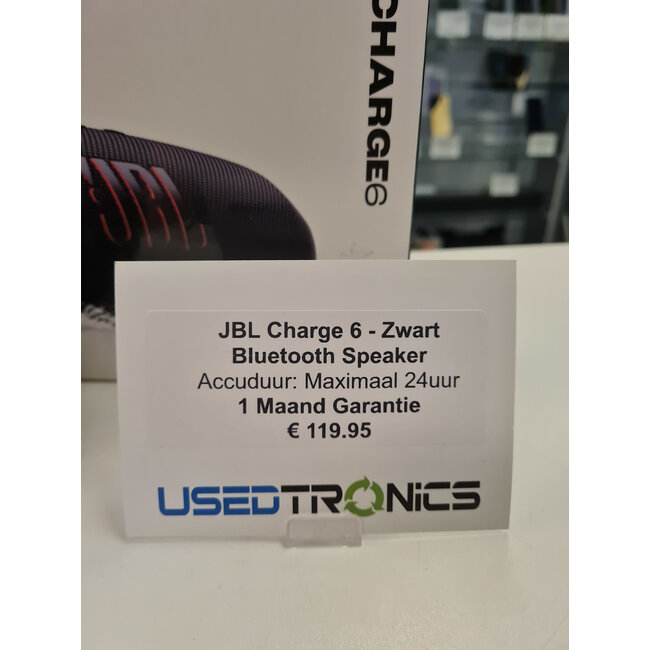 CHARGE6
JBL
JBL Charge 6 - Zwart
Bluetooth Speaker
Accuduur: Maximaal 24uur
1 Maand Garantie
€ 119.95
USEDTRONiCS